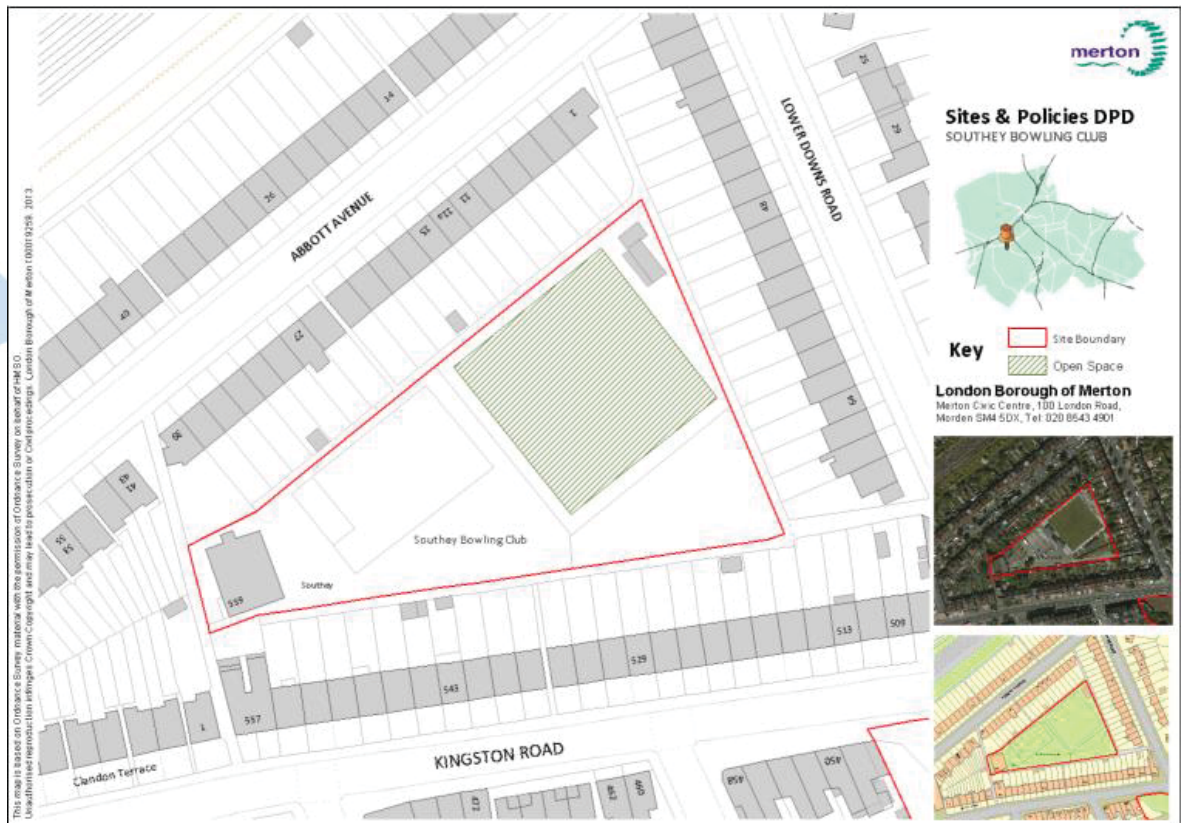 merton
Sites & Policies DPD
SOUTHEY BOWLING CLUB
Key
Site Boundary
Open Space
London Borough of Merton
Merton Civic Centre, 100 London Road,
Morden SM4 5DX, Tel: 020 8543 4901
ABBOTT AVENUE
LOWER DOWNS ROAD
KINGSTON ROAD
Clandon Terrace
Southey Bowling Club
Southey
14
26
49
1
11
11a
15
27
39
41
43
53
55
25
29
48
64
559
557
543
529
513
509
1
472
462
460
458
450
This map is based on Ordnance Survey material with the permission of Ordnance Survey on behalf of HMSO.
Unauthorised reproduction infringes Crown Copyright and may lead to prosecution or Civil procedings. London Borough of Merton 100019259. 2013